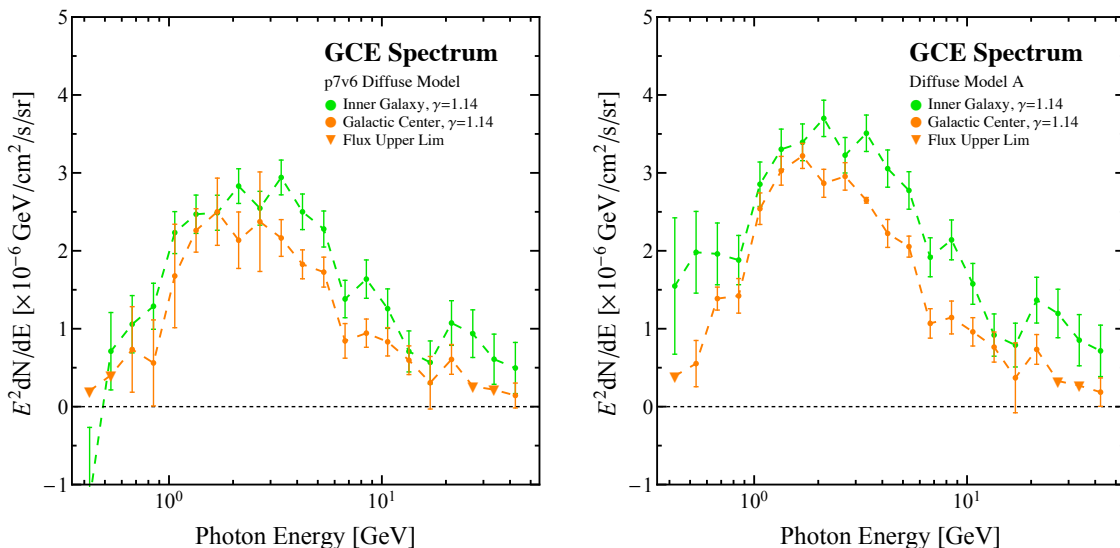 GCE Spectrum
p7v6 Diffuse Model
Inner Galaxy, γ=1.14
Galactic Center, γ=1.14
Flux Upper Lim
5
4
3
2
1
0
−1
E²dN/dE [×10⁻⁶ GeV/cm²/s/sr]
10⁰
10¹
Photon Energy [GeV]
GCE Spectrum
Diffuse Model A
Inner Galaxy, γ=1.14
Galactic Center, γ=1.14
Flux Upper Lim
5
4
3
2
1
0
−1
E²dN/dE [×10⁻⁶ GeV/cm²/s/sr]
10⁰
10¹
Photon Energy [GeV]